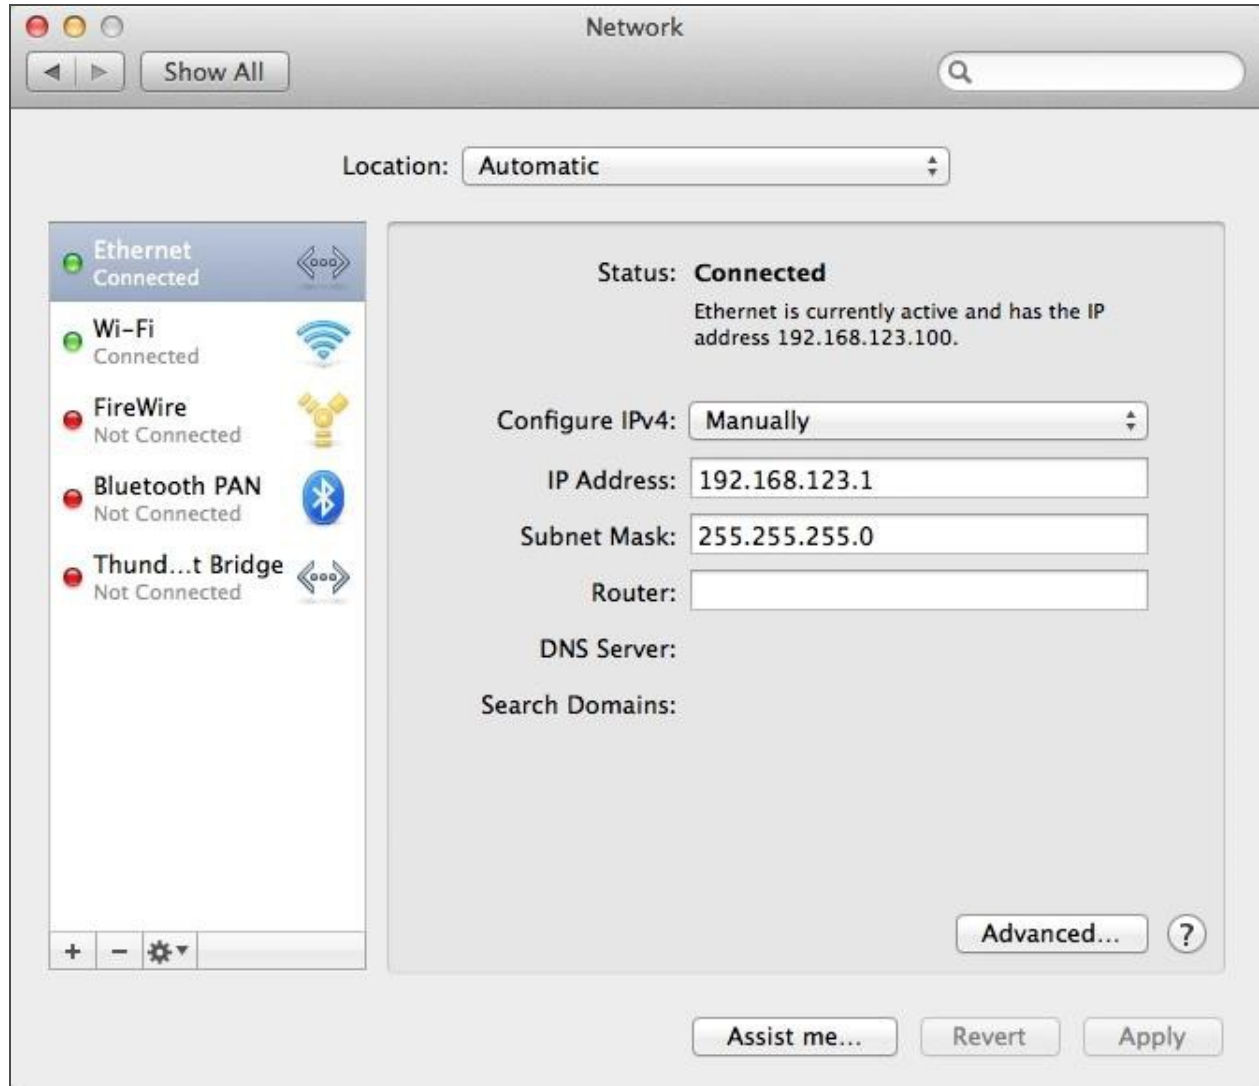 Network
Show All
Location: Automatic
Ethernet
Connected
Wi-Fi
Connected
FireWire
Not Connected
Bluetooth PAN
Not Connected
Thund...t Bridge
Not Connected
Status: Connected
Ethernet is currently active and has the IP
address 192.168.123.100.
Configure IPv4: Manually
IP Address: 192.168.123.1
Subnet Mask: 255.255.255.0
Router:
DNS Server:
Search Domains:
Advanced...
?
Assist me...
Revert
Apply